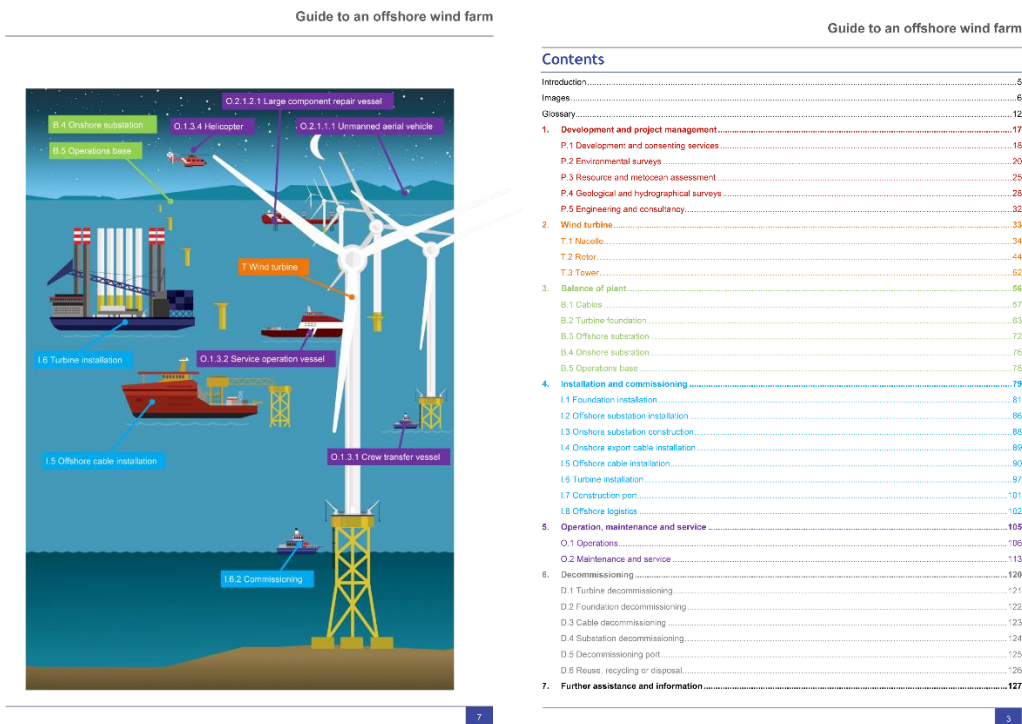 Guide to an offshore wind farm
O.2.1.2.1 Large component repair vessel
B.4 Onshore substation
O.1.3.4 Helicopter
O.2.1.1.1 Unmanned aerial vehicle
B.5 Operations base
T Wind turbine
I.6 Turbine installation
O.1.3.2 Service operation vessel
I.5 Offshore cable installation
O.1.3.1 Crew transfer vessel
I.6.2 Commissioning
7
Guide to an offshore wind farm
Contents
Introduction 5
Images 6
Glossary 12
1. Development and project management 17
P.1 Development and consenting services 18
P.2 Environmental surveys 20
P.3 Resource and metocean assessment 25
P.4 Geological and hydrographical surveys 28
P.5 Engineering and consultancy 32
2. Wind turbine 33
T.1 Nacelle 34
T.2 Rotor 44
T.3 Tower 52
3. Balance of plant 56
B.1 Cables 57
B.2 Turbine foundation 63
B.3 Offshore substation 72
B.4 Onshore substation 76
B.5 Operations base 78
4. Installation and commissioning 79
I.1 Foundation installation 81
I.2 Offshore substation installation 86
I.3 Onshore substation construction 88
I.4 Onshore export cable installation 89
I.5 Offshore cable installation 90
I.6 Turbine installation 97
I.7 Construction port 101
I.8 Offshore logistics 102
5. Operation, maintenance and service 105
O.1 Operations 106
O.2 Maintenance and service 113
6. Decommissioning 120
D.1 Turbine decommissioning 121
D.2 Foundation decommissioning 122
D.3 Cable decommissioning 123
D.4 Substation decommissioning 124
D.5 Decommissioning port 125
D.6 Reuse, recycling or disposal 126
7. Further assistance and information 127
3